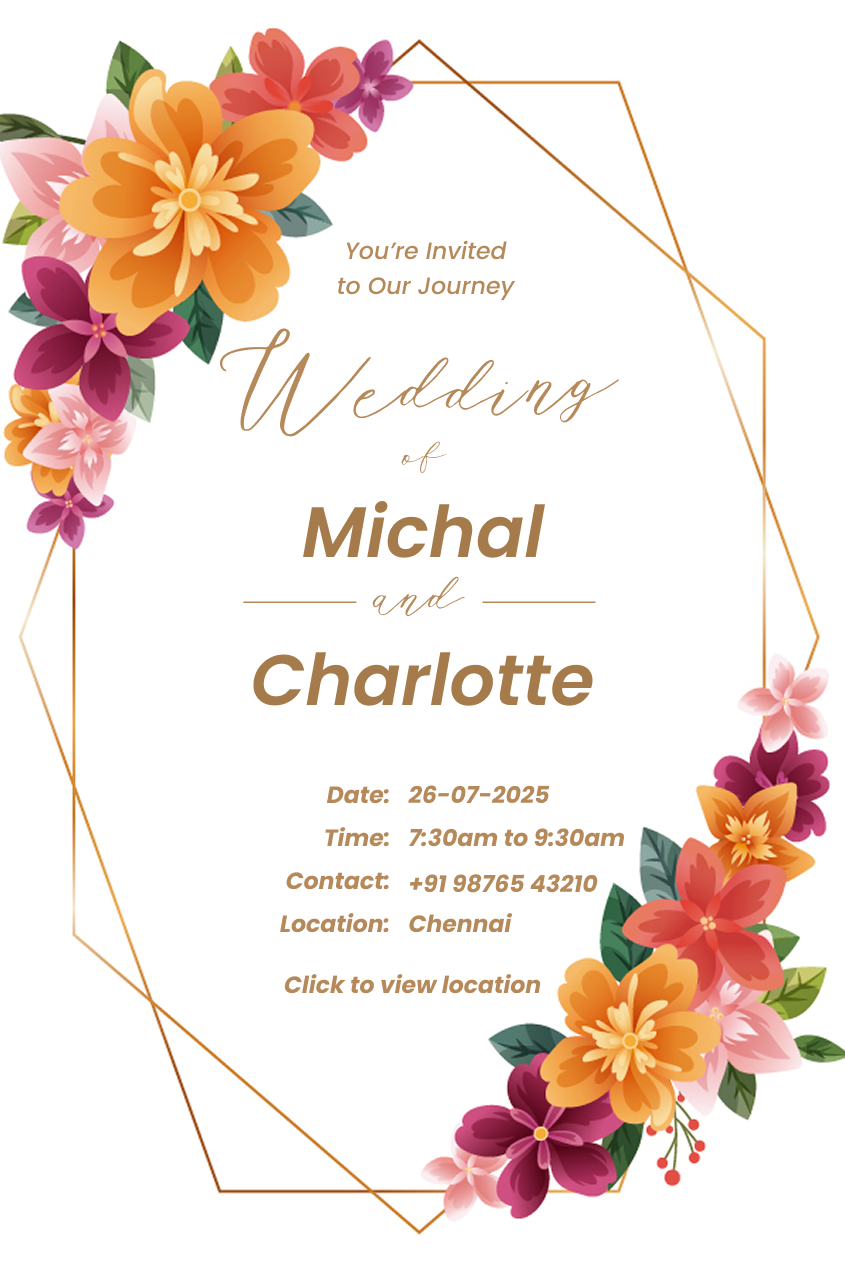 You’re Invited
to Our Journey
Wedding
of
Michal
and
Charlotte
Date: 26-07-2025
Time: 7:30am to 9:30am
Contact: +91 98765 43210
Location: Chennai
Click to view location